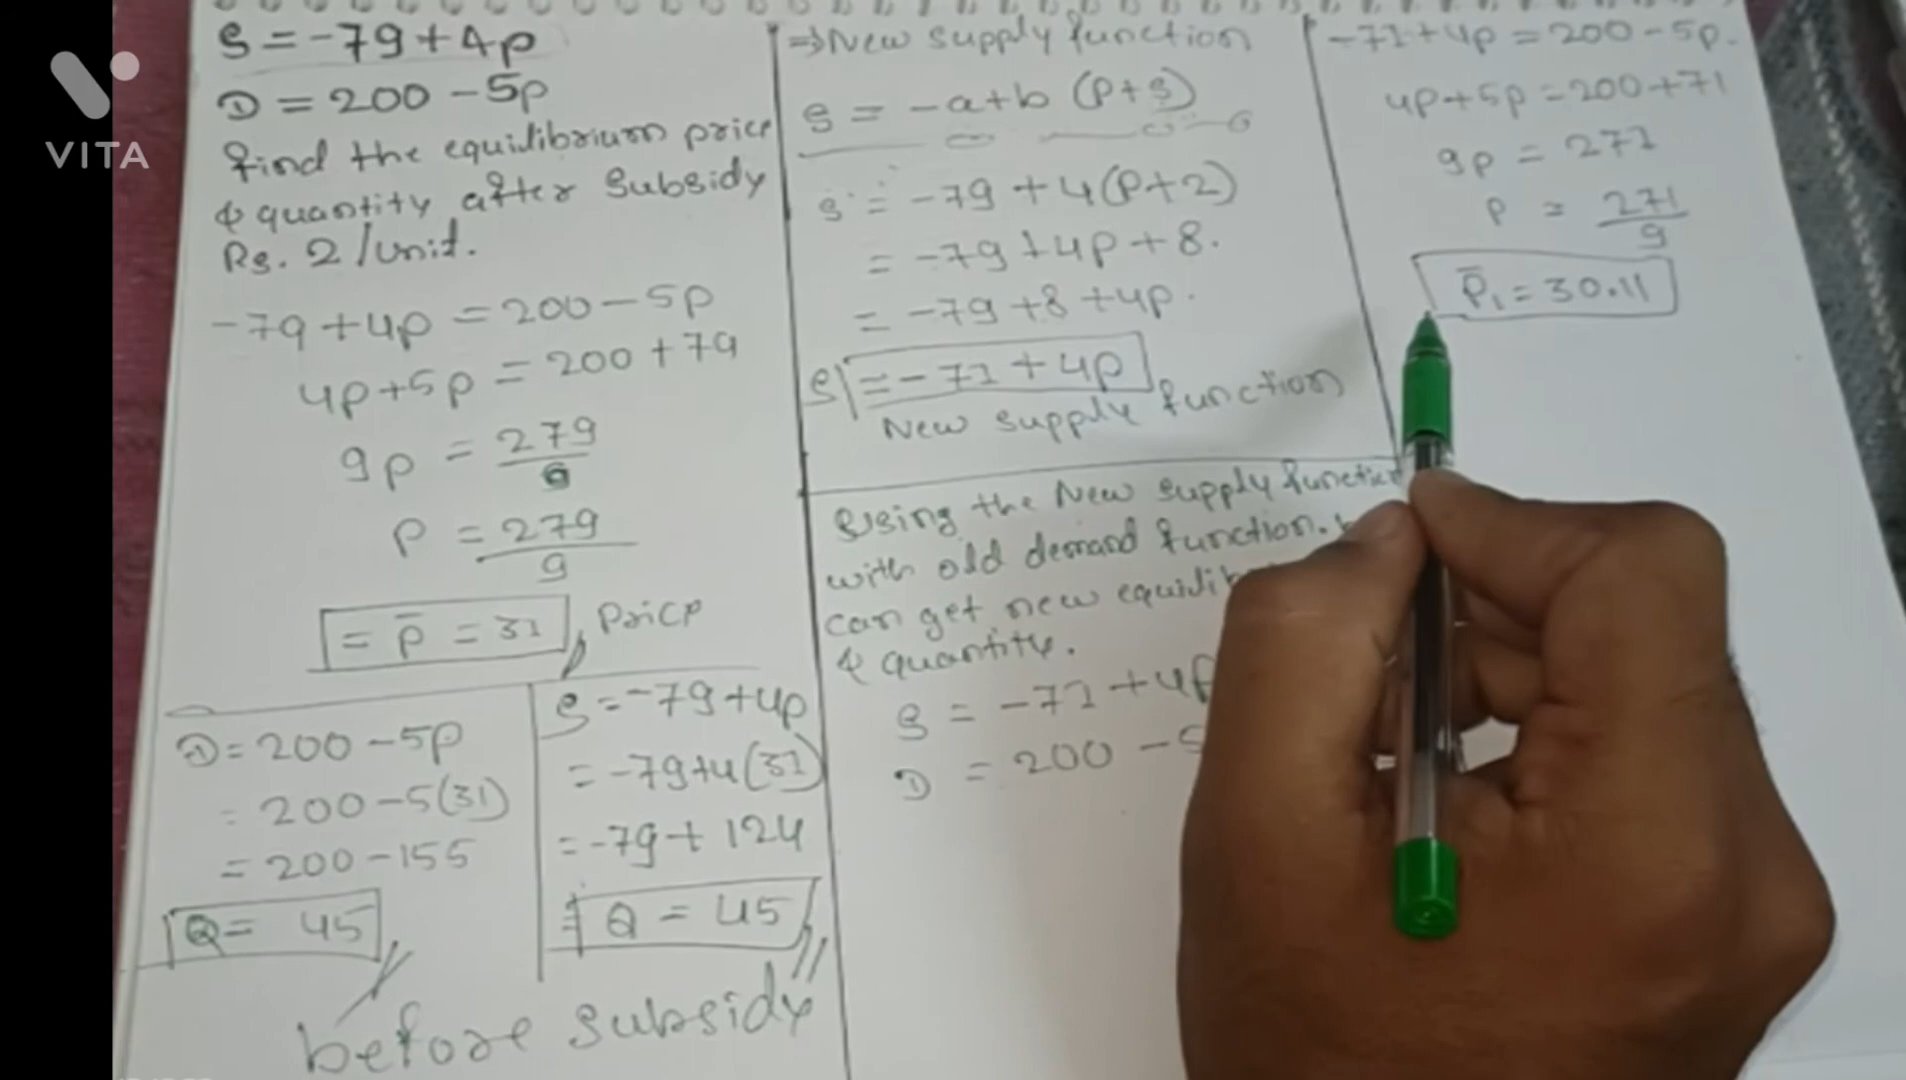 VITA
S = -79 + 4p
D = 200 - 5p
find the equilibrium price
& quantity after subsidy
Rs. 2/unit.
-79 + 4p = 200 - 5p
4p + 5p = 200 + 79
9p = 279/9
P = 279/9
= p̄ = 31, Price
D = 200 - 5p
= 200 - 5(31)
= 200 - 155
Q = 45
S = -79 + 4p
= -79 + 4(31)
= -79 + 124
= Q = 45
before subsidy
⇒ New supply function
S = -a + b (P + S)
S = -79 + 4(P + 2)
= -79 + 4p + 8.
= -79 + 8 + 4p.
S = -71 + 4p
New supply function
Using the New supply function
with old demand function.
can get new
& quantity.
S = -71 + 4p
D = 200 -
-71 + 4p = 200 - 5p.
4p + 5p = 200 + 71
9p = 271
P = 271/9
P̄₁ = 30.11